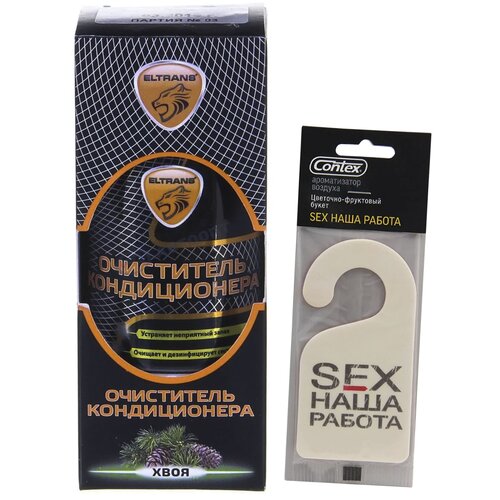 ПАРТИЯ № 03
ELTRANS
ELTRANS
ОЧИСТИТЕЛЬ
КОНДИЦИОНЕРА
Устраняет неприятный запах
Очищает и дезинфицирует
ОЧИСТИТЕЛЬ
КОНДИЦИОНЕРА
ХВОЯ
Contex
ароматизатор
воздуха
Цветочно-фруктовый
букет
SEX НАША РАБОТА
SEX
НАША
РАБОТА